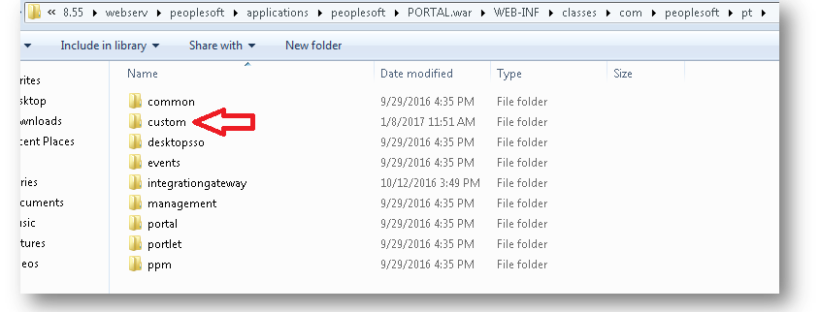 « 8.55 ▸ webserv ▸ peoplesoft ▸ applications ▸ peoplesoft ▸ PORTAL.war ▸ WEB-INF ▸ classes ▸ com ▸ peoplesoft ▸ pt ▸
Include in library ▾ Share with ▾ New folder
Name Date modified Type Size
common 9/29/2016 4:35 PM File folder
custom 1/8/2017 11:51 AM File folder
desktopsso 9/29/2016 4:35 PM File folder
events 9/29/2016 4:35 PM File folder
integrationgateway 10/12/2016 3:49 PM File folder
management 9/29/2016 4:35 PM File folder
portal 9/29/2016 4:35 PM File folder
portlet 9/29/2016 4:35 PM File folder
ppm 9/29/2016 4:35 PM File folder
rites
sktop
wnloads
cent Places
ries
cuments
usic
tures
eos